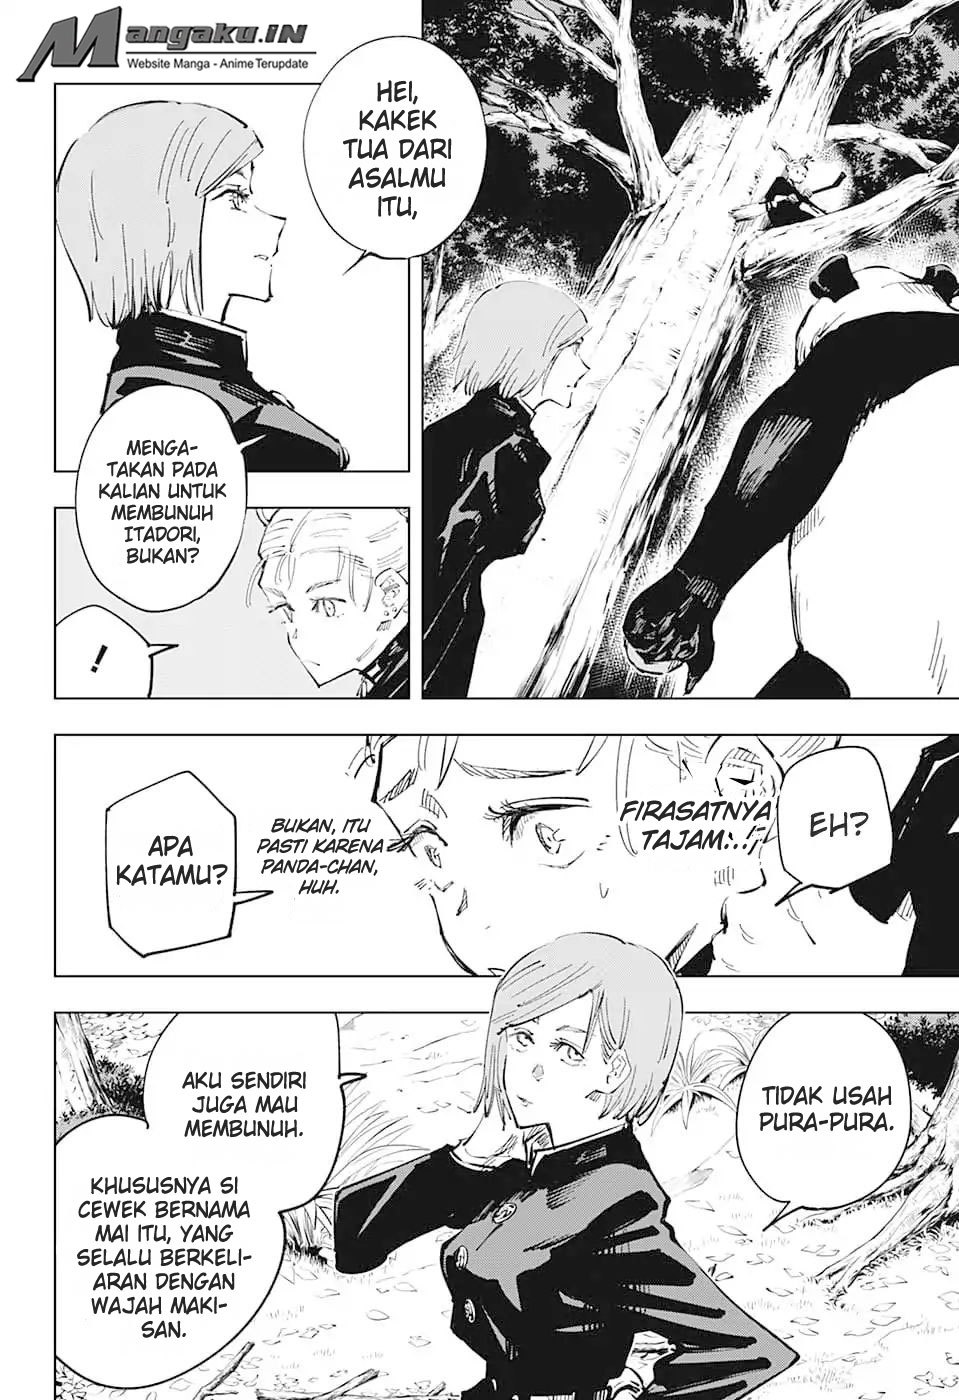 Mangaku.IN
Website Manga - Anime Terupdate
HEI,
KAKEK
TUA DARI
ASALMU
ITU,
MENGA-
TAKAN PADA
KALIAN UNTUK
MEMBUNUH
ITADORI,
BUKAN?
!
EH?
FIRASATNYA
TAJAM...
BUKAN, ITU
PASTI KARENA
PANDA-CHAN,
HUH.
APA
KATAMU?
TIDAK USAH
PURA-PURA.
AKU SENDIRI
JUGA MAU
MEMBUNUH.
KHUSUSNYA SI
CEWEK BERNAMA
MAI ITU, YANG
SELALU BERKELI-
ARAN DENGAN
WAJAH MAKI-
SAN.